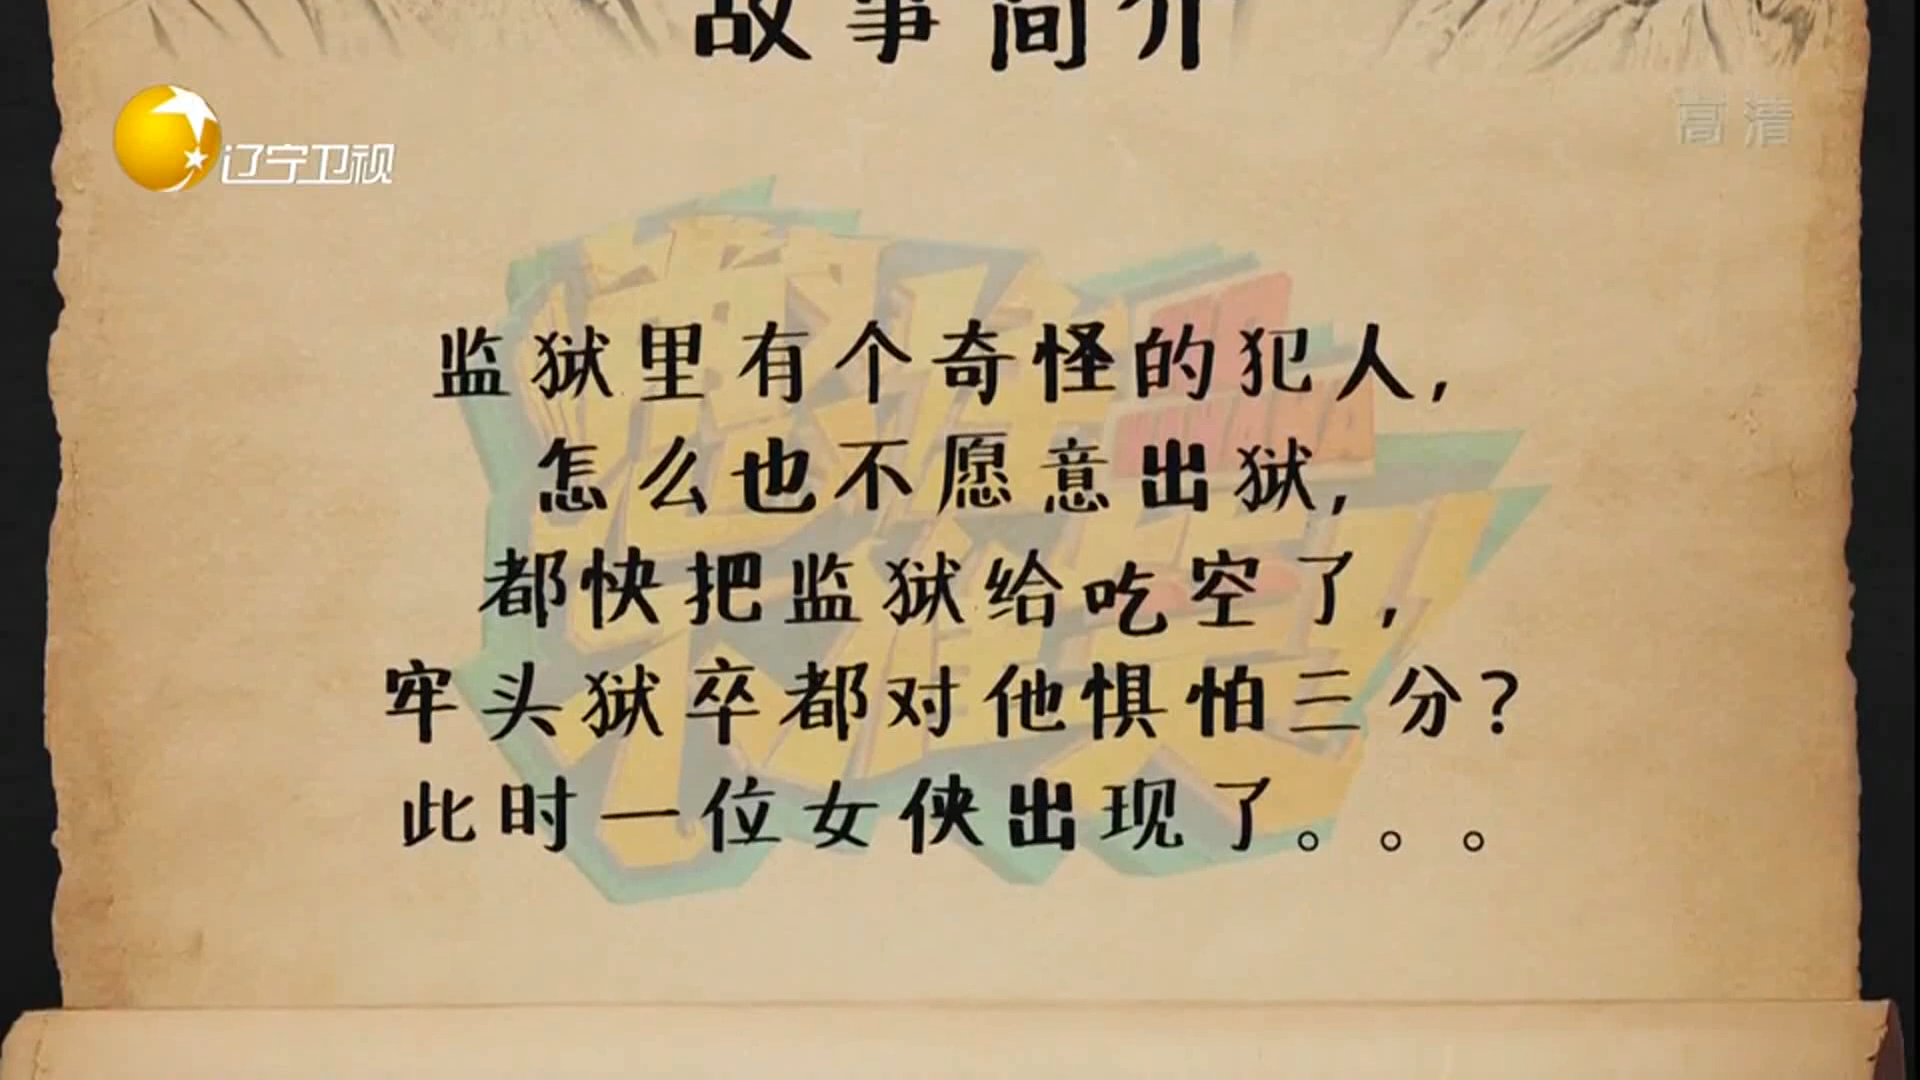 故事简介
辽宁卫视
高清
监狱里有个奇怪的犯人，
怎么也不愿意出狱，
都快把监狱给吃空了，
牢头狱卒都对他惧怕三分？
此时一位女侠出现了。。。